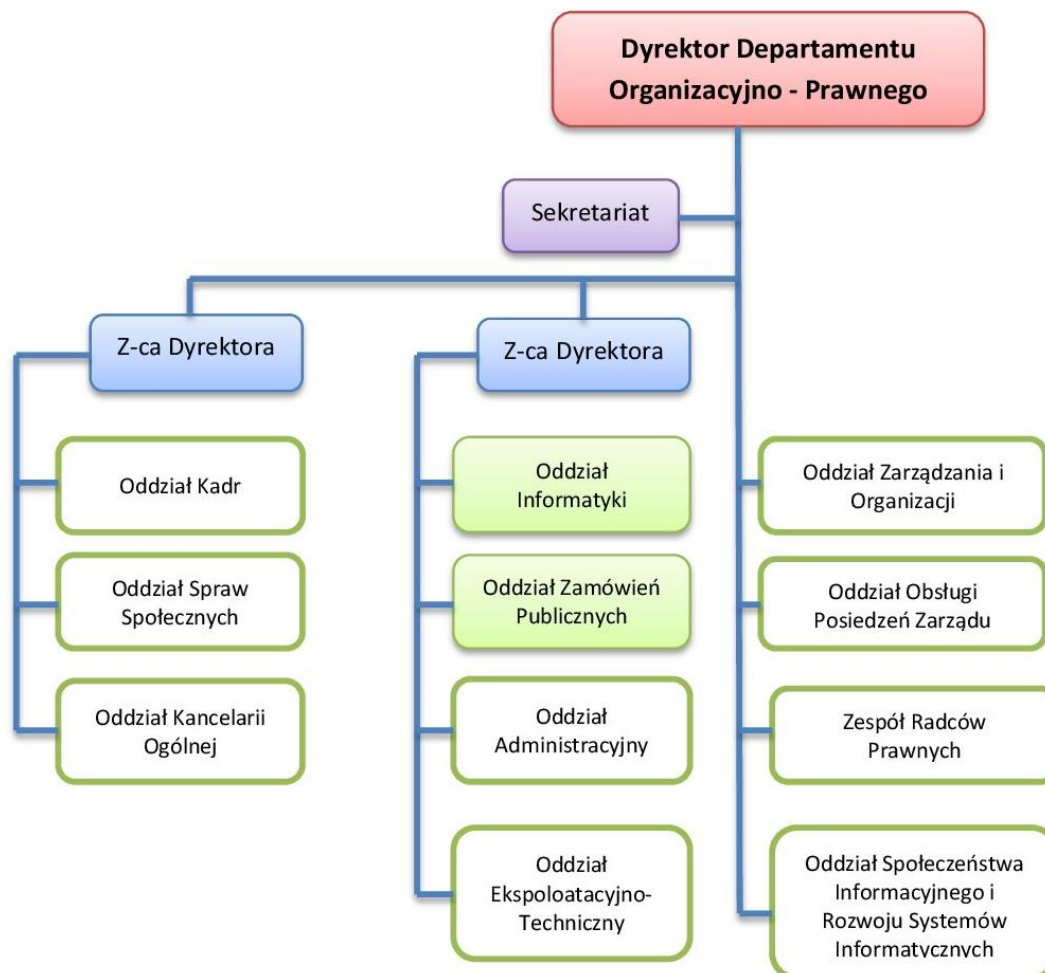 Dyrektor Departamentu
Organizacyjno - Prawnego
Sekretariat
Z-ca Dyrektora
Z-ca Dyrektora
Oddział Kadr
Oddział Spraw
Społecznych
Oddział Kancelarii
Ogólnej
Oddział
Informatyki
Oddział Zamówień
Publicznych
Oddział
Administracyjny
Oddział
Ekspoloatacyjno-
Techniczny
Oddział Zarządzania i
Organizacji
Oddział Obsługi
Posiedzeń Zarządu
Zespół Radców
Prawnych
Oddział Społeczeństwa
Informacyjnego i
Rozwoju Systemów
Informatycznych